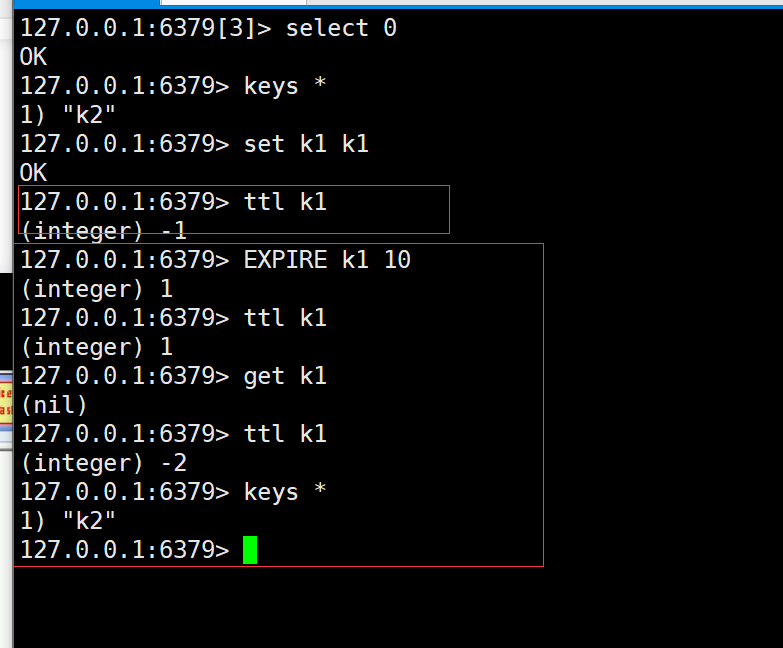 127.0.0.1:6379[3]> select 0
OK
127.0.0.1:6379> keys *
1) "k2"
127.0.0.1:6379> set k1 k1
OK
127.0.0.1:6379> ttl k1
(integer) -1
127.0.0.1:6379> EXPIRE k1 10
(integer) 1
127.0.0.1:6379> ttl k1
(integer) 1
127.0.0.1:6379> get k1
(nil)
127.0.0.1:6379> ttl k1
(integer) -2
127.0.0.1:6379> keys *
1) "k2"
127.0.0.1:6379>